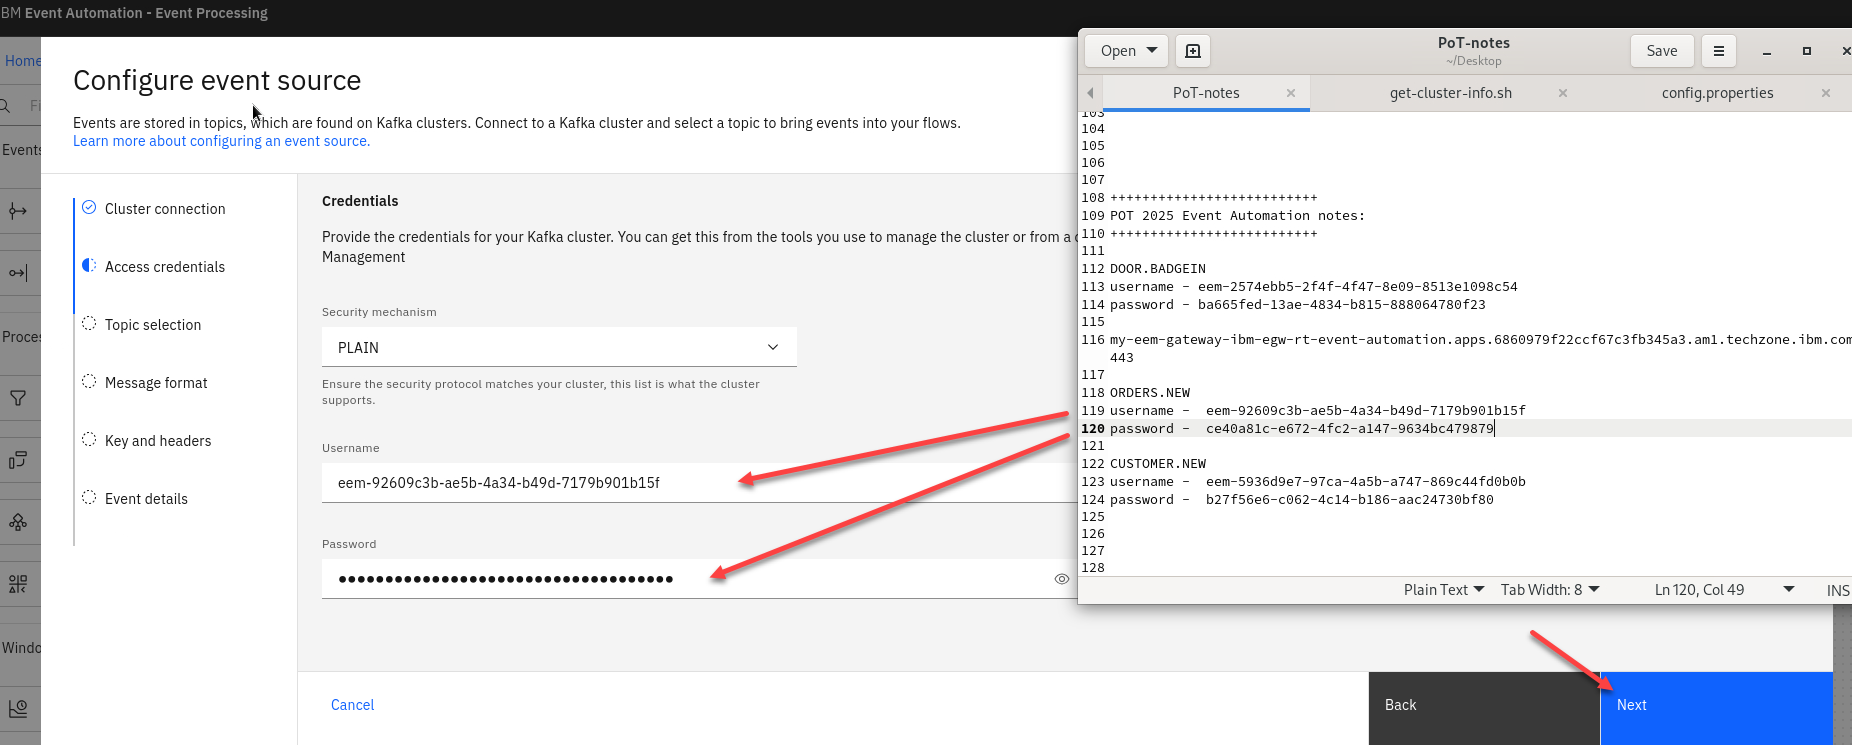 BM Event Automation - Event Processing
Home
Fi
Events
Proces
Windo
Configure event source
Events are stored in topics, which are found on Kafka clusters. Connect to a Kafka cluster and select a topic to bring events into your flows.
Learn more about configuring an event source.
Cluster connection
Access credentials
Topic selection
Message format
Key and headers
Event details
Credentials
Provide the credentials for your Kafka cluster. You can get this from the tools you use to manage the cluster or from a c
Management
Security mechanism
PLAIN
Ensure the security protocol matches your cluster, this list is what the cluster
supports.
Username
eem-92609c3b-ae5b-4a34-b49d-7179b901b15f
Password
••••••••••••••••••••••••••••••••••••
Cancel
Back
Next
Open
PoT-notes
~/Desktop
Save
PoT-notes
get-cluster-info.sh
config.properties
103
104
105
106
107
108 ++++++++++++++++++++++++++
109 POT 2025 Event Automation notes:
110 ++++++++++++++++++++++++++
111
112 DOOR.BADGEIN
113 username - eem-2574ebb5-2f4f-4f47-8e09-8513e1098c54
114 password - ba665fed-13ae-4834-b815-888064780f23
115
116 my-eem-gateway-ibm-egw-rt-event-automation.apps.6860979f22ccf67c3fb345a3.am1.techzone.ibm.com
443
117
118 ORDERS.NEW
119 username -  eem-92609c3b-ae5b-4a34-b49d-7179b901b15f
120 password -  ce40a81c-e672-4fc2-a147-9634bc479879
121
122 CUSTOMER.NEW
123 username -  eem-5936d9e7-97ca-4a5b-a747-869c44fd0b0b
124 password -  b27f56e6-c062-4c14-b186-aac24730bf80
125
126
127
128
Plain Text
Tab Width: 8
Ln 120, Col 49
INS